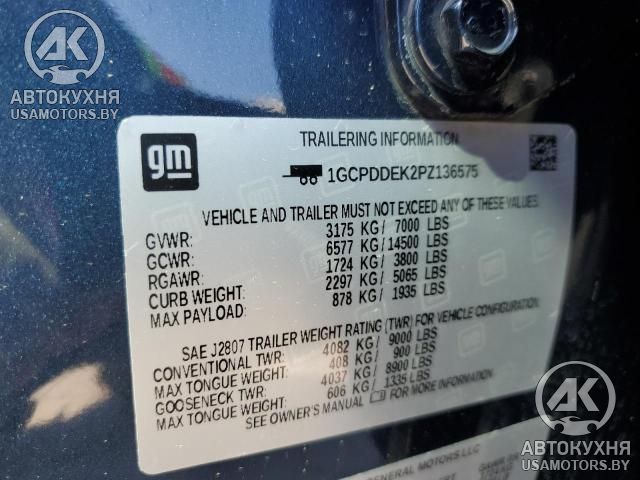 АВТОКУХНЯ
USAMOTORS.BY
gm
TRAILERING INFORMATION
1GCPDDEK2PZ136575
VEHICLE AND TRAILER MUST NOT EXCEED ANY OF THESE VALUES.
GVWR: 3175 KG/ 7000 LBS
GCWR: 6577 KG/ 14500 LBS
RGAWR: 1724 KG/ 3800 LBS
CURB WEIGHT: 2297 KG/ 5065 LBS
MAX PAYLOAD: 878 KG/ 1935 LBS
SAE J2807 TRAILER WEIGHT RATING (TWR) FOR VEHICLE CONFIGURATION.
CONVENTIONAL TWR: 4082 KG/ 9000 LBS
MAX TONGUE WEIGHT: 408 KG/ 900 LBS
GOOSENECK TWR: 4037 KG/ 8900 LBS
MAX TONGUE WEIGHT: 606 KG/ 1335 LBS
SEE OWNER'S MANUAL FOR MORE INFORMATION.
GENERAL MOTORS LLC
АВТОКУХНЯ
USAMOTORS.BY